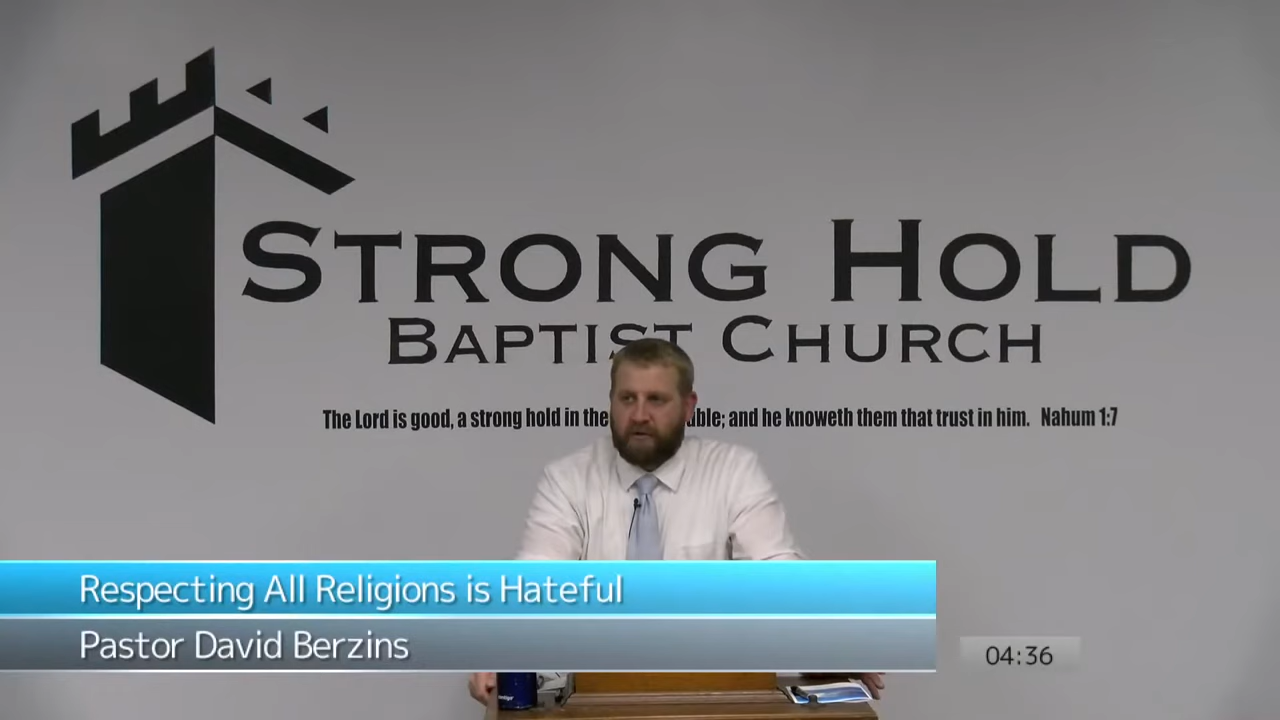 STRONG HOLD
BAPTIST CHURCH
The Lord is good, a strong hold in the ble; and he knoweth them that trust in him. Nahum 1:7
Respecting All Religions is Hateful
Pastor David Berzins
04:36